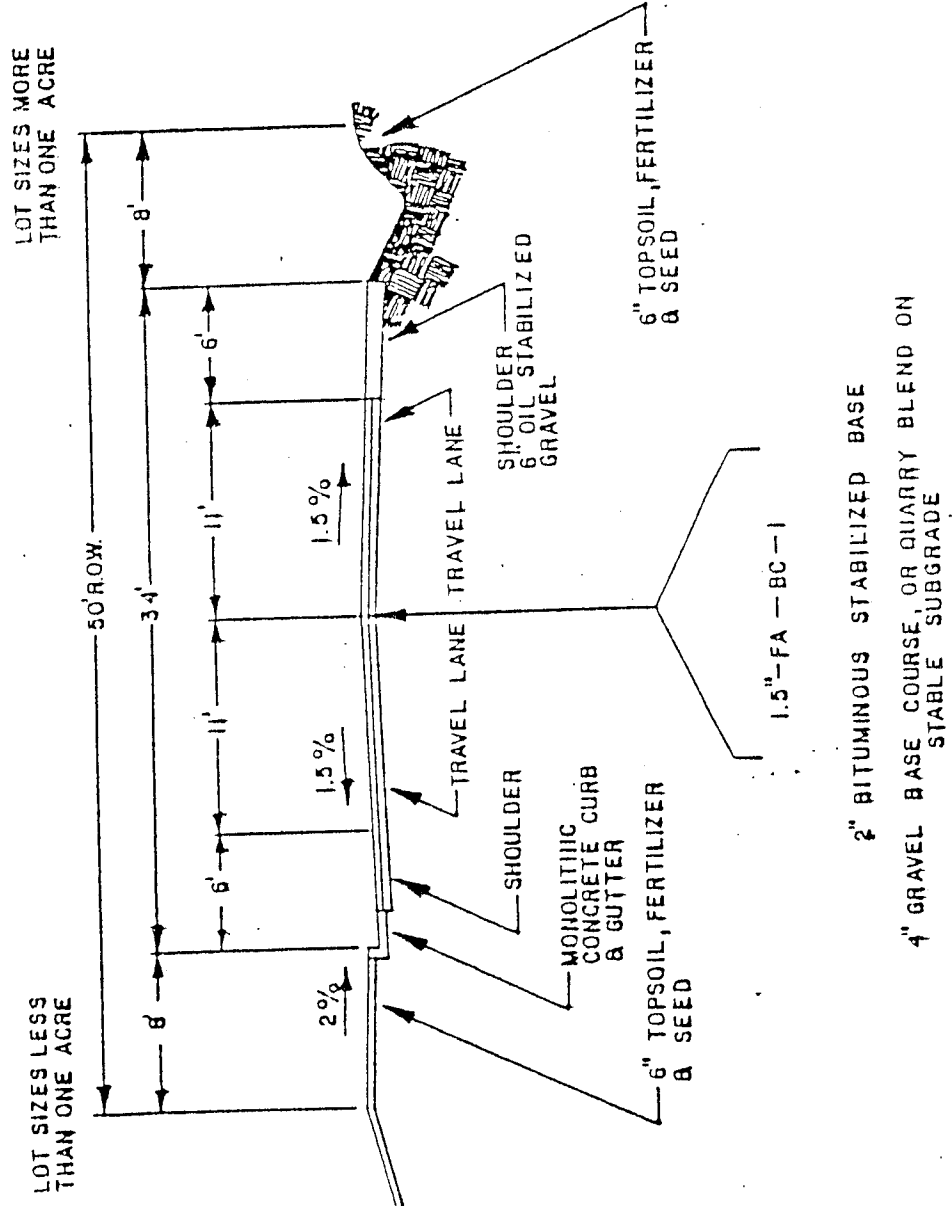 LOT SIZES LESS
THAN ONE ACRE
LOT SIZES MORE
THAN ONE ACRE
50' R.O.W.
8'
34'
8'
6'
11'
11'
6'
2%
1.5%
1.5%
TRAVEL LANE
TRAVEL LANE
SHOULDER
6" OIL STABILIZED
GRAVEL
SHOULDER
MONOLITHIC
CONCRETE CURB
& GUTTER
6" TOPSOIL, FERTILIZER
& SEED
6" TOPSOIL, FERTILIZER
& SEED
1.5"-FA-BC-1
2" BITUMINOUS STABILIZED BASE
4" GRAVEL BASE COURSE, OR QUARRY BLEND ON
STABLE SUBGRADE